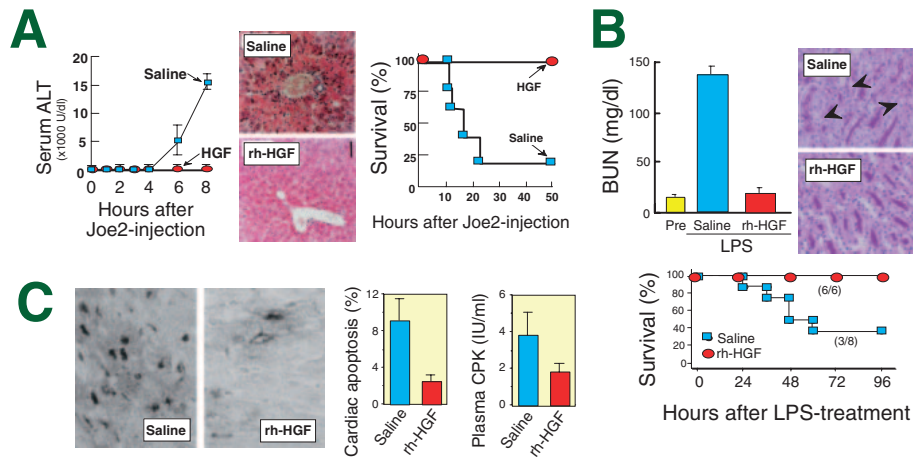 A
Serum ALT
(x1000 U/dl)
20
15
10
5
0
Saline
HGF
0
2
4
6
8
Hours after
Joe2-injection
Saline
rh-HGF
Survival (%)
100
75
50
25
0
HGF
Saline
10
20
30
40
50
Hours after Joe2-injection
B
BUN (mg/dl)
150
100
50
0
Pre
Saline
rh-HGF
LPS
Saline
rh-HGF
Survival (%)
100
80
60
40
20
0
(6/6)
(3/8)
Saline
rh-HGF
0
24
48
72
96
Hours after LPS-treatment
C
Saline
rh-HGF
Cardiac apoptosis (%)
12
8
4
0
Saline
rh-HGF
Plasma CPK (IU/ml)
6
4
2
0
Saline
rh-HGF